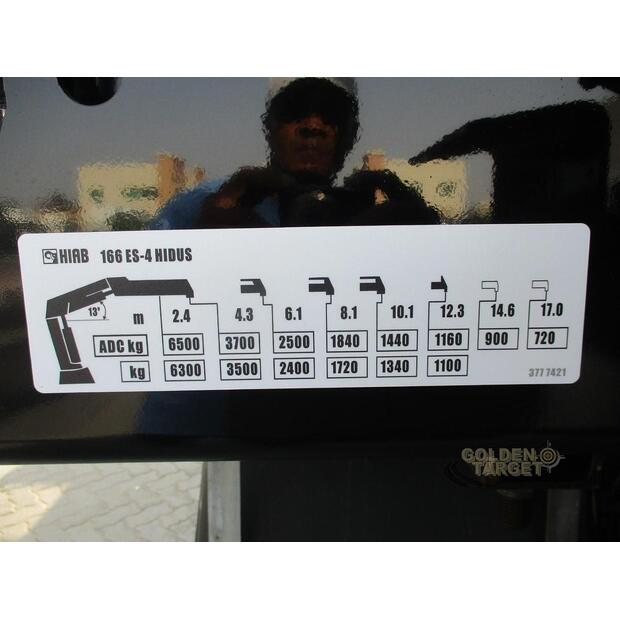 HIAB 166 ES-4 HIDUS
13°
m 2.4 4.3 6.1 8.1 10.1 12.3 14.6 17.0
ADC kg 6500 3700 2500 1840 1440 1160 900 720
kg 6300 3500 2400 1720 1340 1100
377 7421
GOLDEN
TARGET